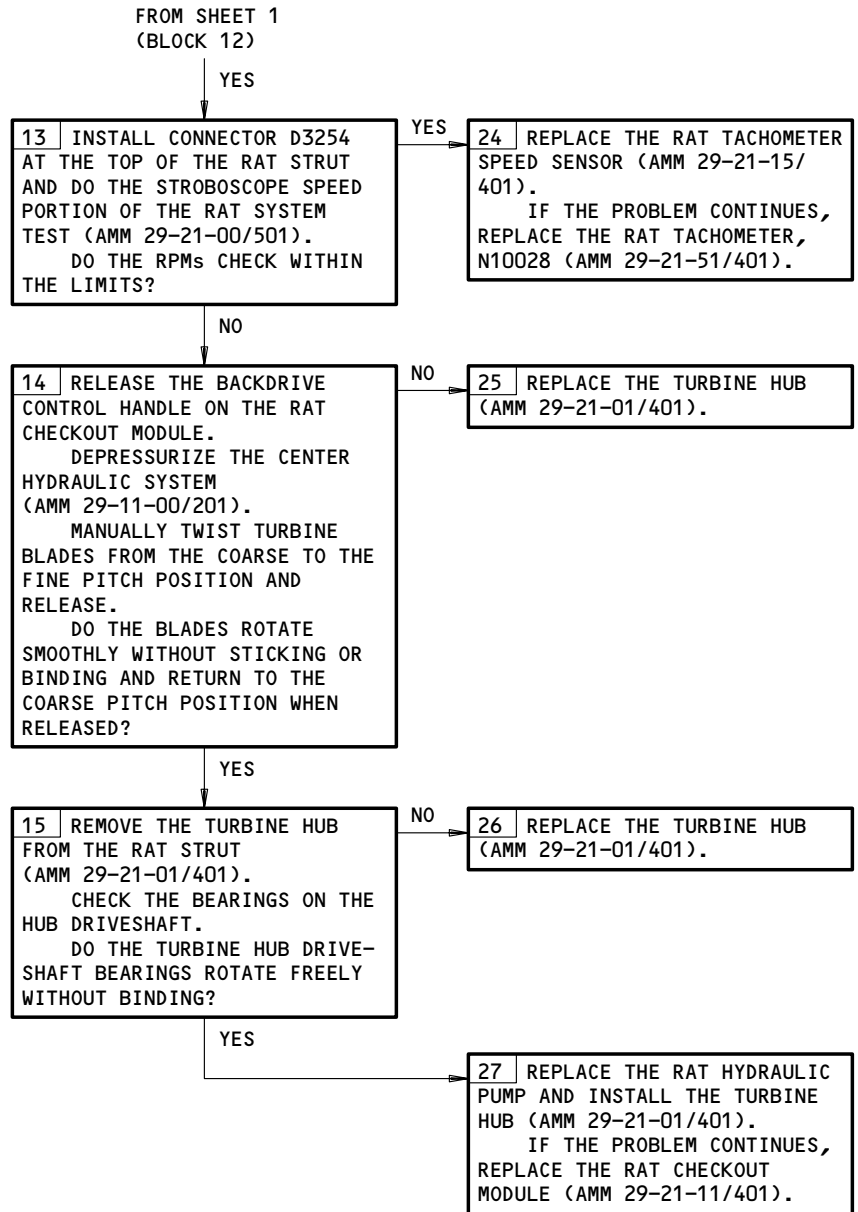 FROM SHEET 1
(BLOCK 12)
YES
13 INSTALL CONNECTOR D3254
AT THE TOP OF THE RAT STRUT
AND DO THE STROBOSCOPE SPEED
PORTION OF THE RAT SYSTEM
TEST (AMM 29-21-00/501).
DO THE RPMs CHECK WITHIN
THE LIMITS?
YES
24 REPLACE THE RAT TACHOMETER
SPEED SENSOR (AMM 29-21-15/
401).
IF THE PROBLEM CONTINUES,
REPLACE THE RAT TACHOMETER,
N10028 (AMM 29-21-51/401).
NO
14 RELEASE THE BACKDRIVE
CONTROL HANDLE ON THE RAT
CHECKOUT MODULE.
DEPRESSURIZE THE CENTER
HYDRAULIC SYSTEM
(AMM 29-11-00/201).
MANUALLY TWIST TURBINE
BLADES FROM THE COARSE TO THE
FINE PITCH POSITION AND
RELEASE.
DO THE BLADES ROTATE
SMOOTHLY WITHOUT STICKING OR
BINDING AND RETURN TO THE
COARSE PITCH POSITION WHEN
RELEASED?
NO
25 REPLACE THE TURBINE HUB
(AMM 29-21-01/401).
YES
15 REMOVE THE TURBINE HUB
FROM THE RAT STRUT
(AMM 29-21-01/401).
CHECK THE BEARINGS ON THE
HUB DRIVESHAFT.
DO THE TURBINE HUB DRIVE-
SHAFT BEARINGS ROTATE FREELY
WITHOUT BINDING?
NO
26 REPLACE THE TURBINE HUB
(AMM 29-21-01/401).
YES
27 REPLACE THE RAT HYDRAULIC
PUMP AND INSTALL THE TURBINE
HUB (AMM 29-21-01/401).
IF THE PROBLEM CONTINUES,
REPLACE THE RAT CHECKOUT
MODULE (AMM 29-21-11/401).